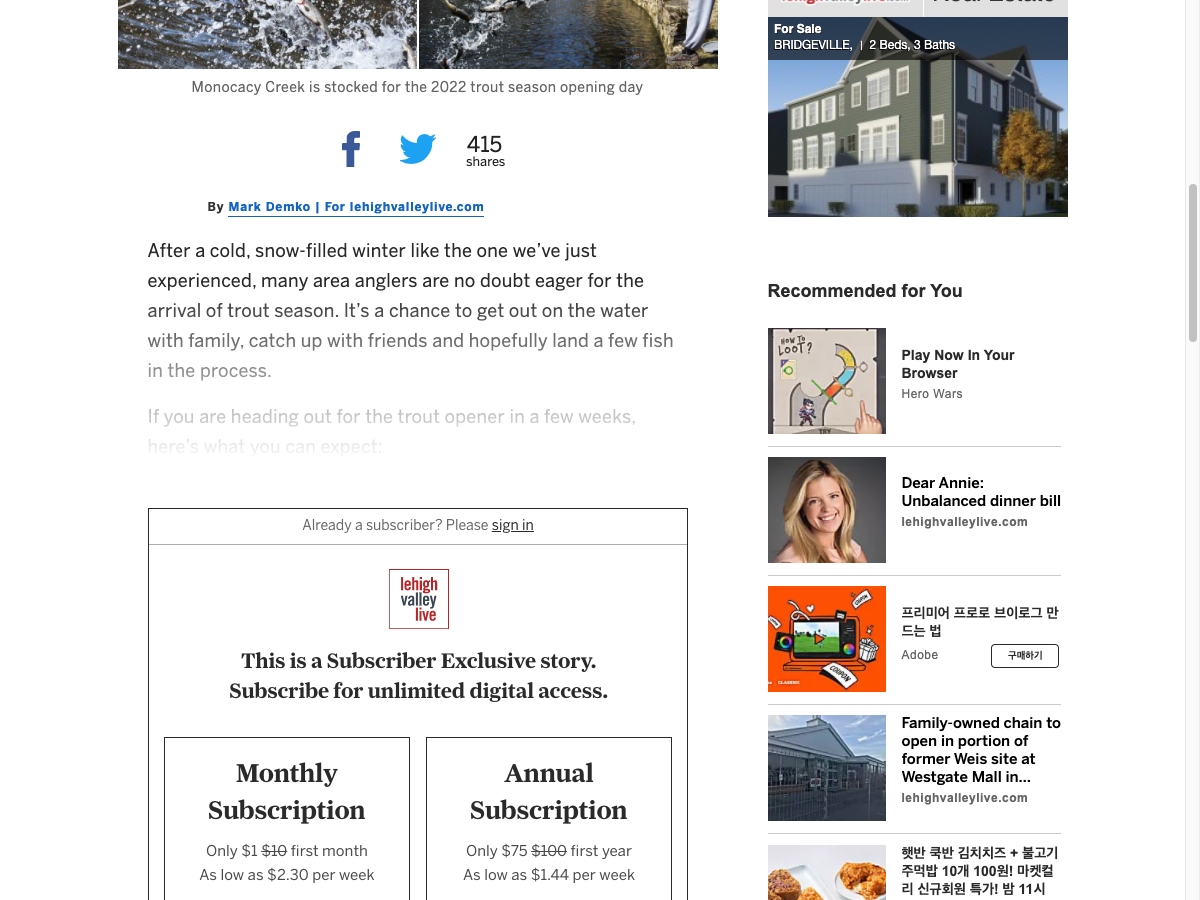 For Sale
BRIDGEVILLE, | 2 Beds, 3 Baths
Monocacy Creek is stocked for the 2022 trout season opening day
415
shares
By Mark Demko | For lehighvalleylive.com
After a cold, snow-filled winter like the one we’ve just
experienced, many area anglers are no doubt eager for the
arrival of trout season. It’s a chance to get out on the water
with family, catch up with friends and hopefully land a few fish
in the process.
If you are heading out for the trout opener in a few weeks,
here’s what you can expect:
Already a subscriber? Please sign in
lehigh
valley
live
This is a Subscriber Exclusive story.
Subscribe for unlimited digital access.
Monthly
Subscription
Only $1 $10 first month
As low as $2.30 per week
Annual
Subscription
Only $75 $100 first year
As low as $1.44 per week
Recommended for You
HOW TO
LOOT?
TRY
Play Now In Your
Browser
Hero Wars
Dear Annie:
Unbalanced dinner bill
lehighvalleylive.com
COUPON
COUPON
프리미어 프로로 브이로그 만
드는 법
Adobe
구매하기
Family-owned chain to
open in portion of
former Weis site at
Westgate Mall in...
lehighvalleylive.com
햇반 쿡반 김치치즈 + 불고기
주먹밥 10개 100원! 마켓컬
리 신규회원 특가! 밤 11시